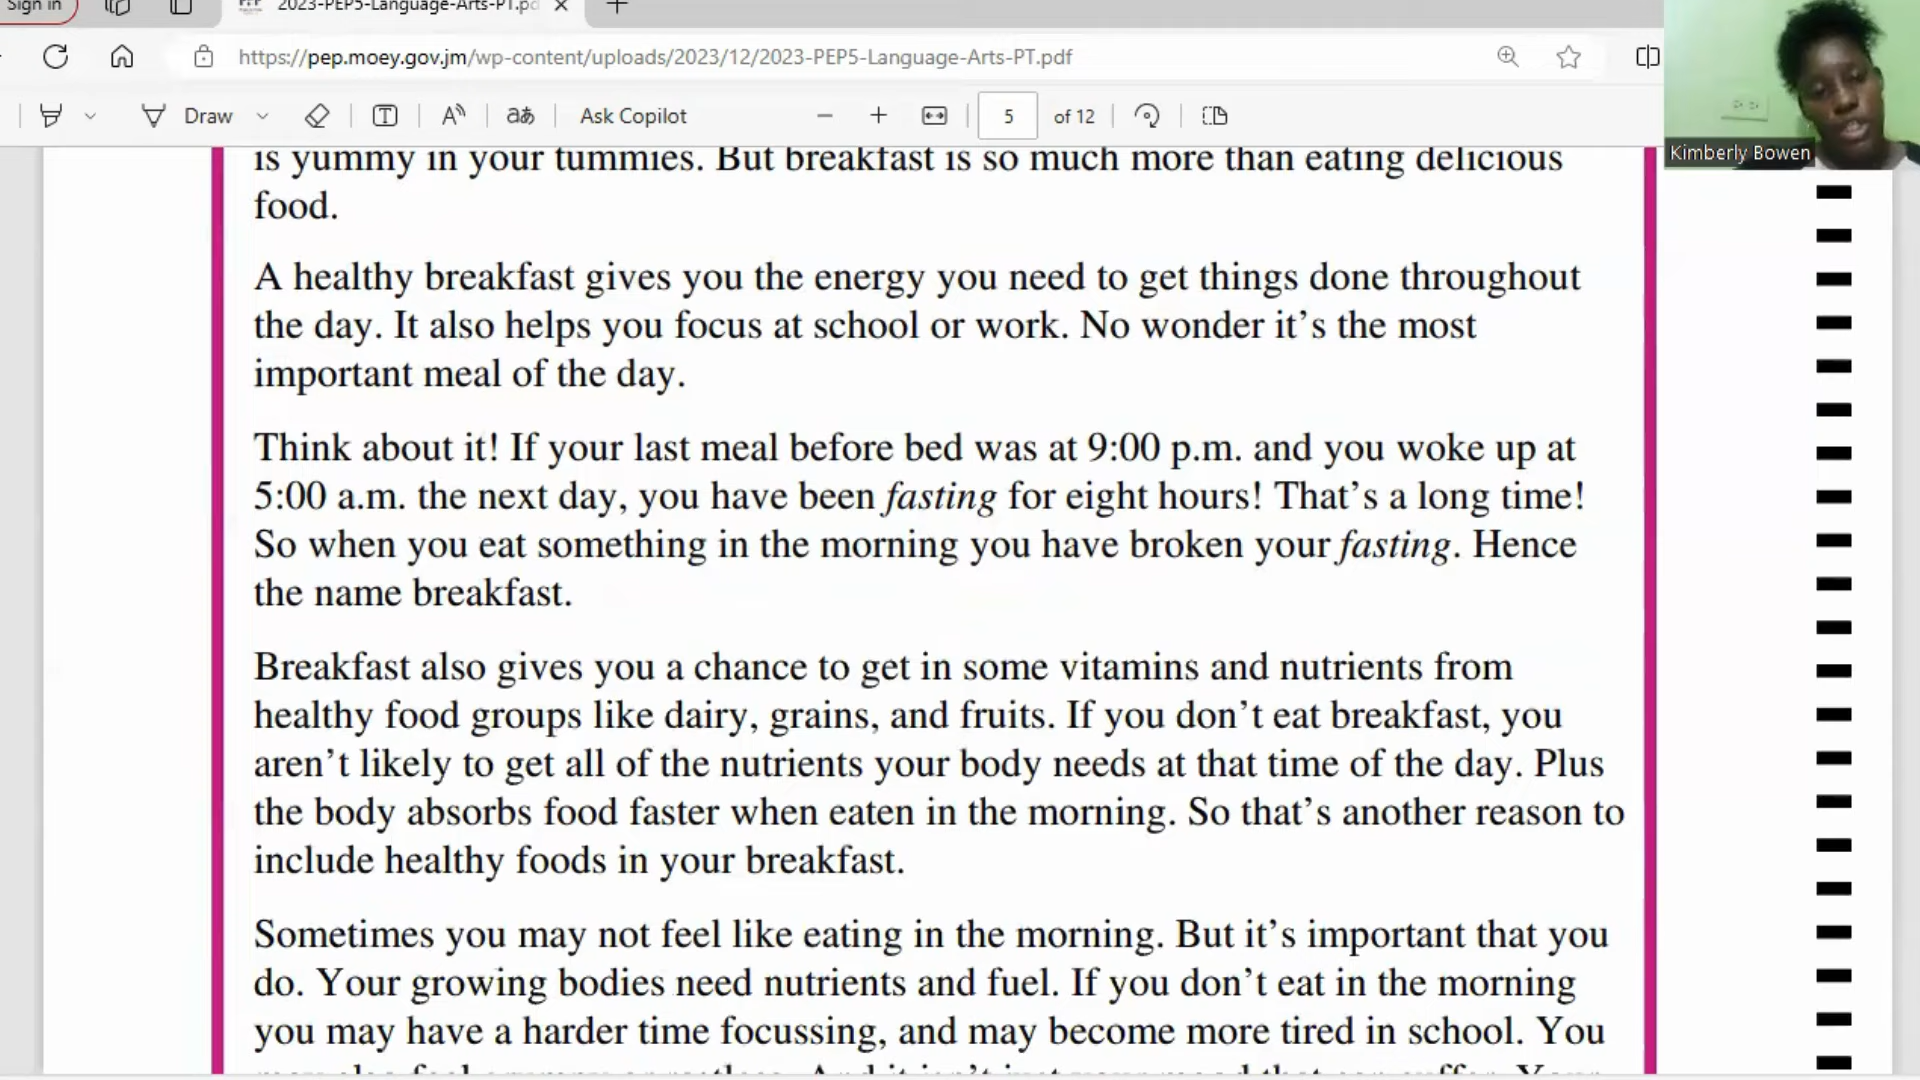 Sign in
2023-PEP5-Language-Arts-PT.pd
https://pep.moey.gov.jm/wp-content/uploads/2023/12/2023-PEP5-Language-Arts-PT.pdf
Draw
Ask Copilot
5 of 12
Kimberly Bowen
is yummy in your tummies. But breakfast is so much more than eating delicious
food.
A healthy breakfast gives you the energy you need to get things done throughout
the day. It also helps you focus at school or work. No wonder it’s the most
important meal of the day.
Think about it! If your last meal before bed was at 9:00 p.m. and you woke up at
5:00 a.m. the next day, you have been fasting for eight hours! That’s a long time!
So when you eat something in the morning you have broken your fasting. Hence
the name breakfast.
Breakfast also gives you a chance to get in some vitamins and nutrients from
healthy food groups like dairy, grains, and fruits. If you don’t eat breakfast, you
aren’t likely to get all of the nutrients your body needs at that time of the day. Plus
the body absorbs food faster when eaten in the morning. So that’s another reason to
include healthy foods in your breakfast.
Sometimes you may not feel like eating in the morning. But it’s important that you
do. Your growing bodies need nutrients and fuel. If you don’t eat in the morning
you may have a harder time focussing, and may become more tired in school. You